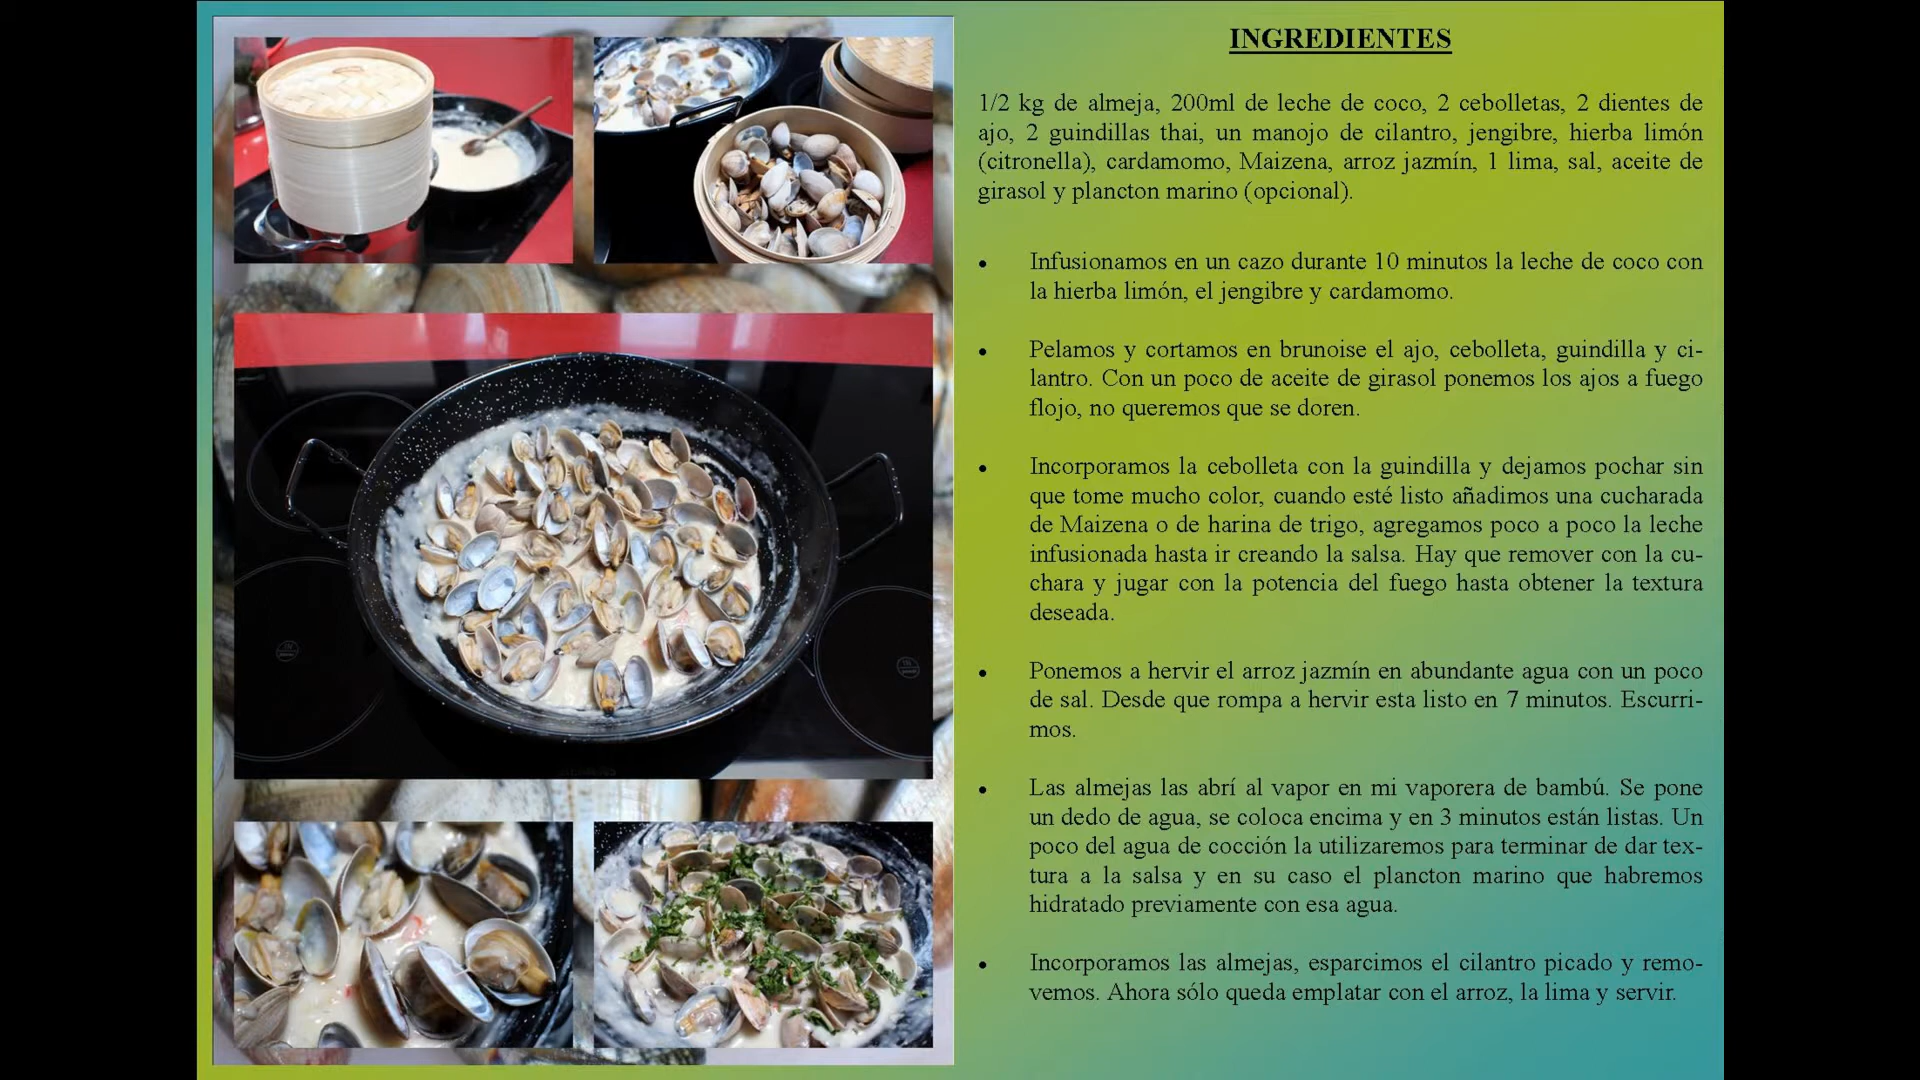 INGREDIENTES
1/2 kg de almeja, 200ml de leche de coco, 2 cebolletas, 2 dientes de
ajo, 2 guindillas thai, un manojo de cilantro, jengibre, hierba limón
(citronella), cardamomo, Maizena, arroz jazmín, 1 lima, sal, aceite de
girasol y plancton marino (opcional).
• Infusionamos en un cazo durante 10 minutos la leche de coco con
la hierba limón, el jengibre y cardamomo.
• Pelamos y cortamos en brunoise el ajo, cebolleta, guindilla y ci-
lantro. Con un poco de aceite de girasol ponemos los ajos a fuego
flojo, no queremos que se doren.
• Incorporamos la cebolleta con la guindilla y dejamos pochar sin
que tome mucho color, cuando esté listo añadimos una cucharada
de Maizena o de harina de trigo, agregamos poco a poco la leche
infusionada hasta ir creando la salsa. Hay que remover con la cu-
chara y jugar con la potencia del fuego hasta obtener la textura
deseada.
• Ponemos a hervir el arroz jazmín en abundante agua con un poco
de sal. Desde que rompa a hervir esta listo en 7 minutos. Escurri-
mos.
• Las almejas las abrí al vapor en mi vaporera de bambú. Se pone
un dedo de agua, se coloca encima y en 3 minutos están listas. Un
poco del agua de cocción la utilizaremos para terminar de dar tex-
tura a la salsa y en su caso el plancton marino que habremos
hidratado previamente con esa agua.
• Incorporamos las almejas, esparcimos el cilantro picado y remo-
vemos. Ahora sólo queda emplatar con el arroz, la lima y servir.